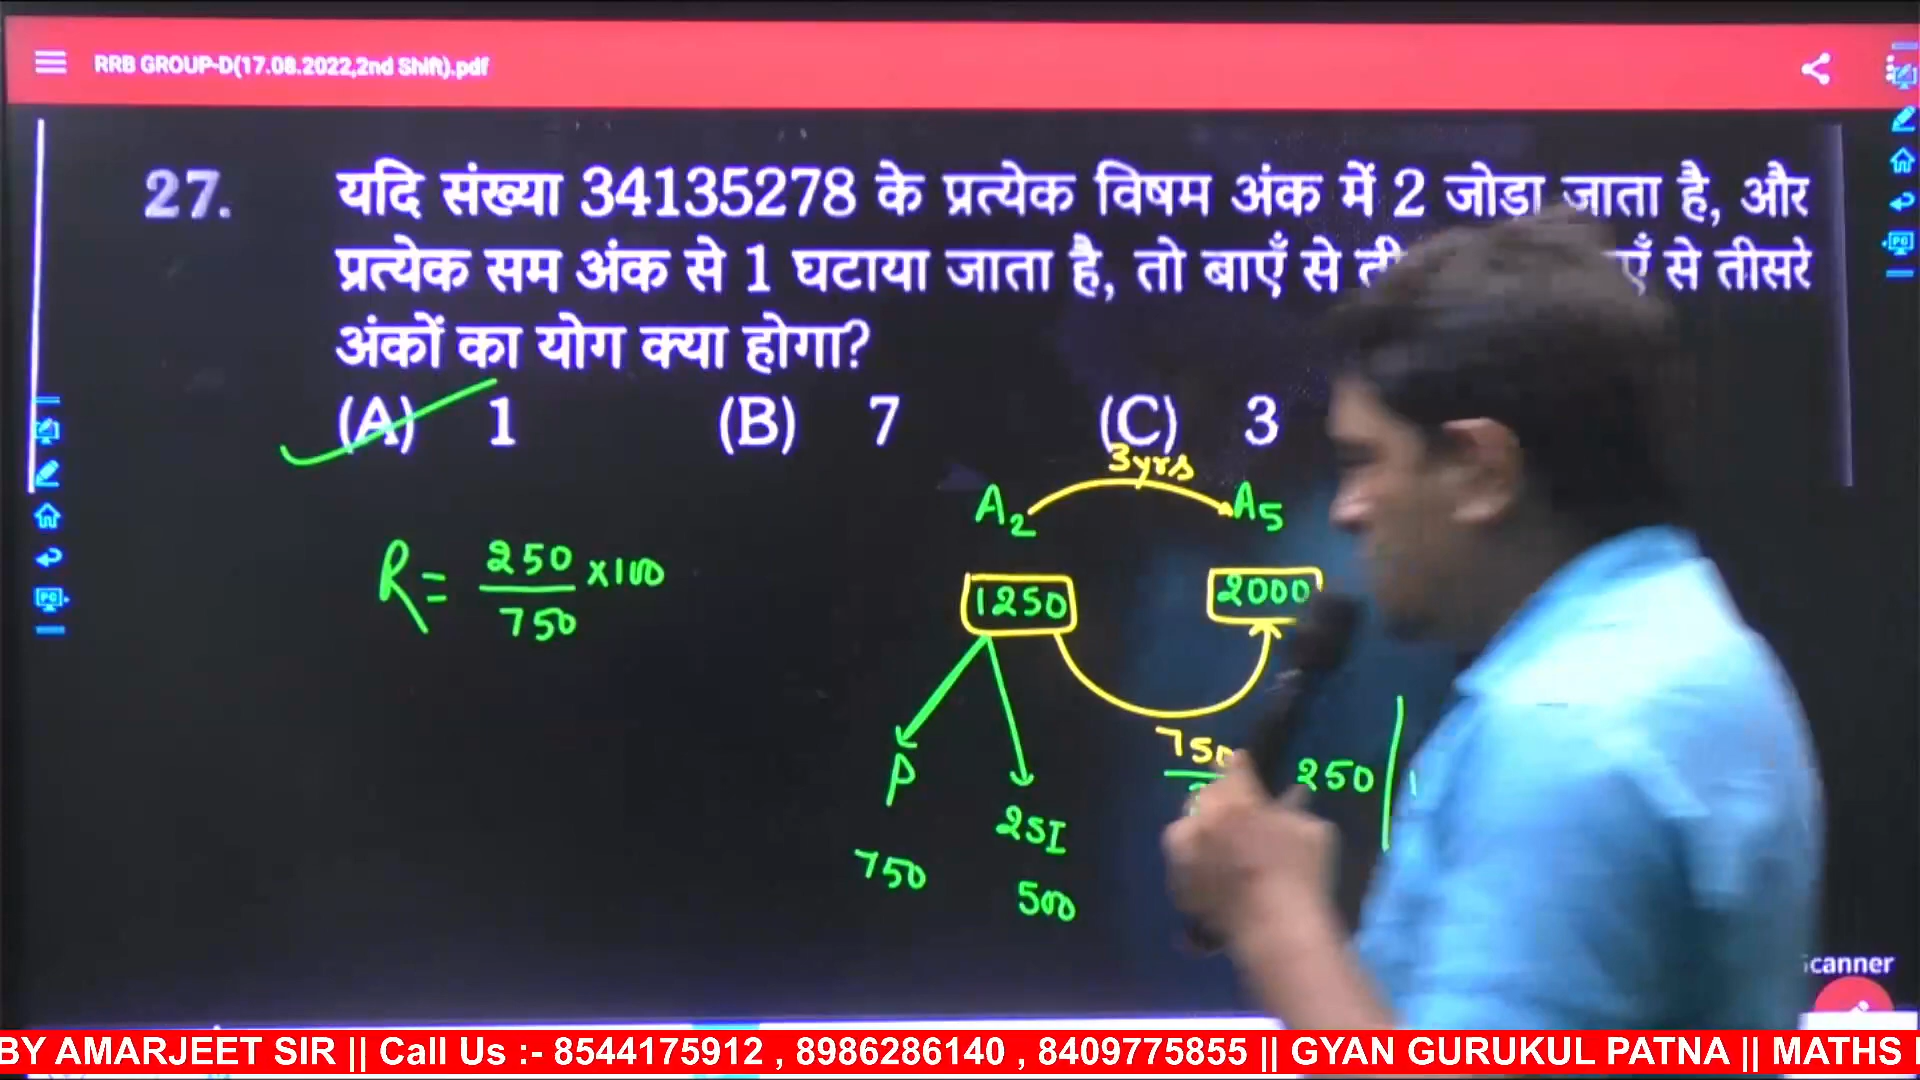 RRB GROUP-D(17.08.2022,2nd Shift).pdf
27. यदि संख्या 34135278 के प्रत्येक विषम अंक में 2 जोड़ा जाता है, और
प्रत्येक सम अंक से 1 घटाया जाता है, तो बाएँ से से तीसरे
अंकों का योग क्या होगा?
(A) 1 (B) 7 (C) 3
3yrs
A2 A5
R = 250/750 ×100
1250 2000
750
P 250
2SI
750 500
BY AMARJEET SIR || Call Us :- 8544175912 , 8986286140 , 8409775855 || GYAN GURUKUL PATNA || MATHS